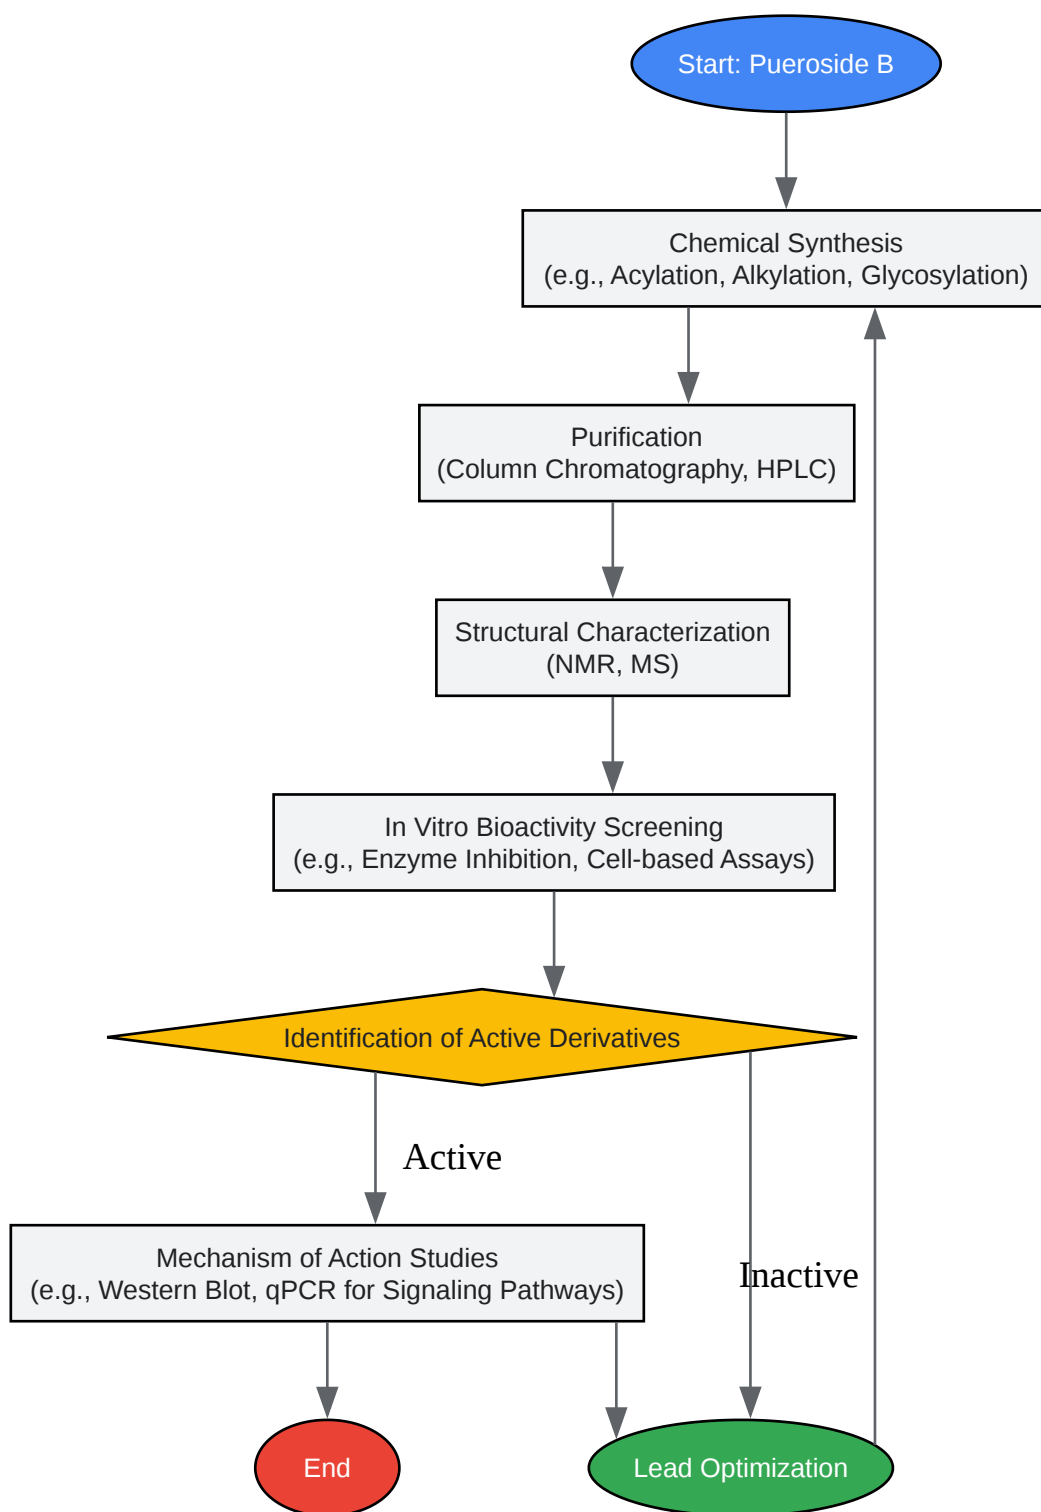 Start: Pueroside B
Chemical Synthesis
(e.g., Acylation, Alkylation, Glycosylation)
Purification
(Column Chromatography, HPLC)
Structural Characterization
(NMR, MS)
In Vitro Bioactivity Screening
(e.g., Enzyme Inhibition, Cell-based Assays)
Identification of Active Derivatives
Active
Mechanism of Action Studies
(e.g., Western Blot, qPCR for Signaling Pathways)
Inactive
End
Lead Optimization